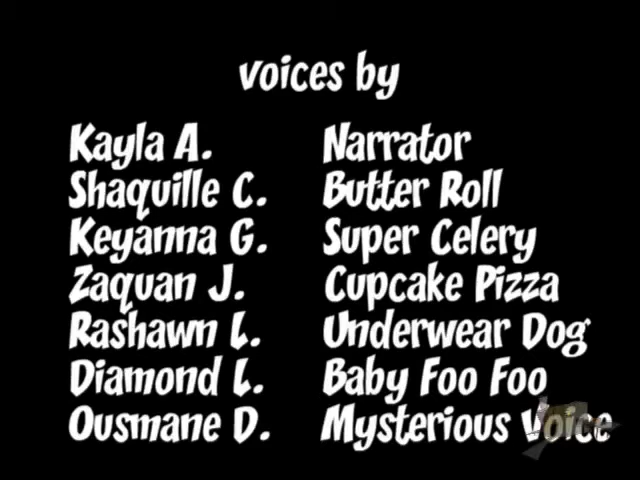 voices by
Kayla A. Narrator
Shaquille C. Butter Roll
Keyanna G. Super Celery
Zaquan J. Cupcake Pizza
Rashawn L. Underwear Dog
Diamond L. Baby Foo Foo
Ousmane D. Mysterious Voice